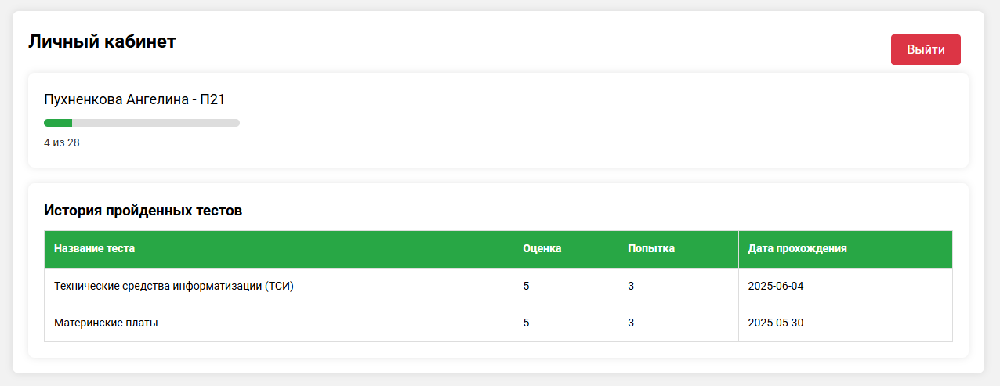 Личный кабинет
Выйти
Пухненкова Ангелина - П21
4 из 28
История пройденных тестов
Название теста Оценка Попытка Дата прохождения
Технические средства информатизации (ТСИ) 5 3 2025-06-04
Материнские платы 5 3 2025-05-30